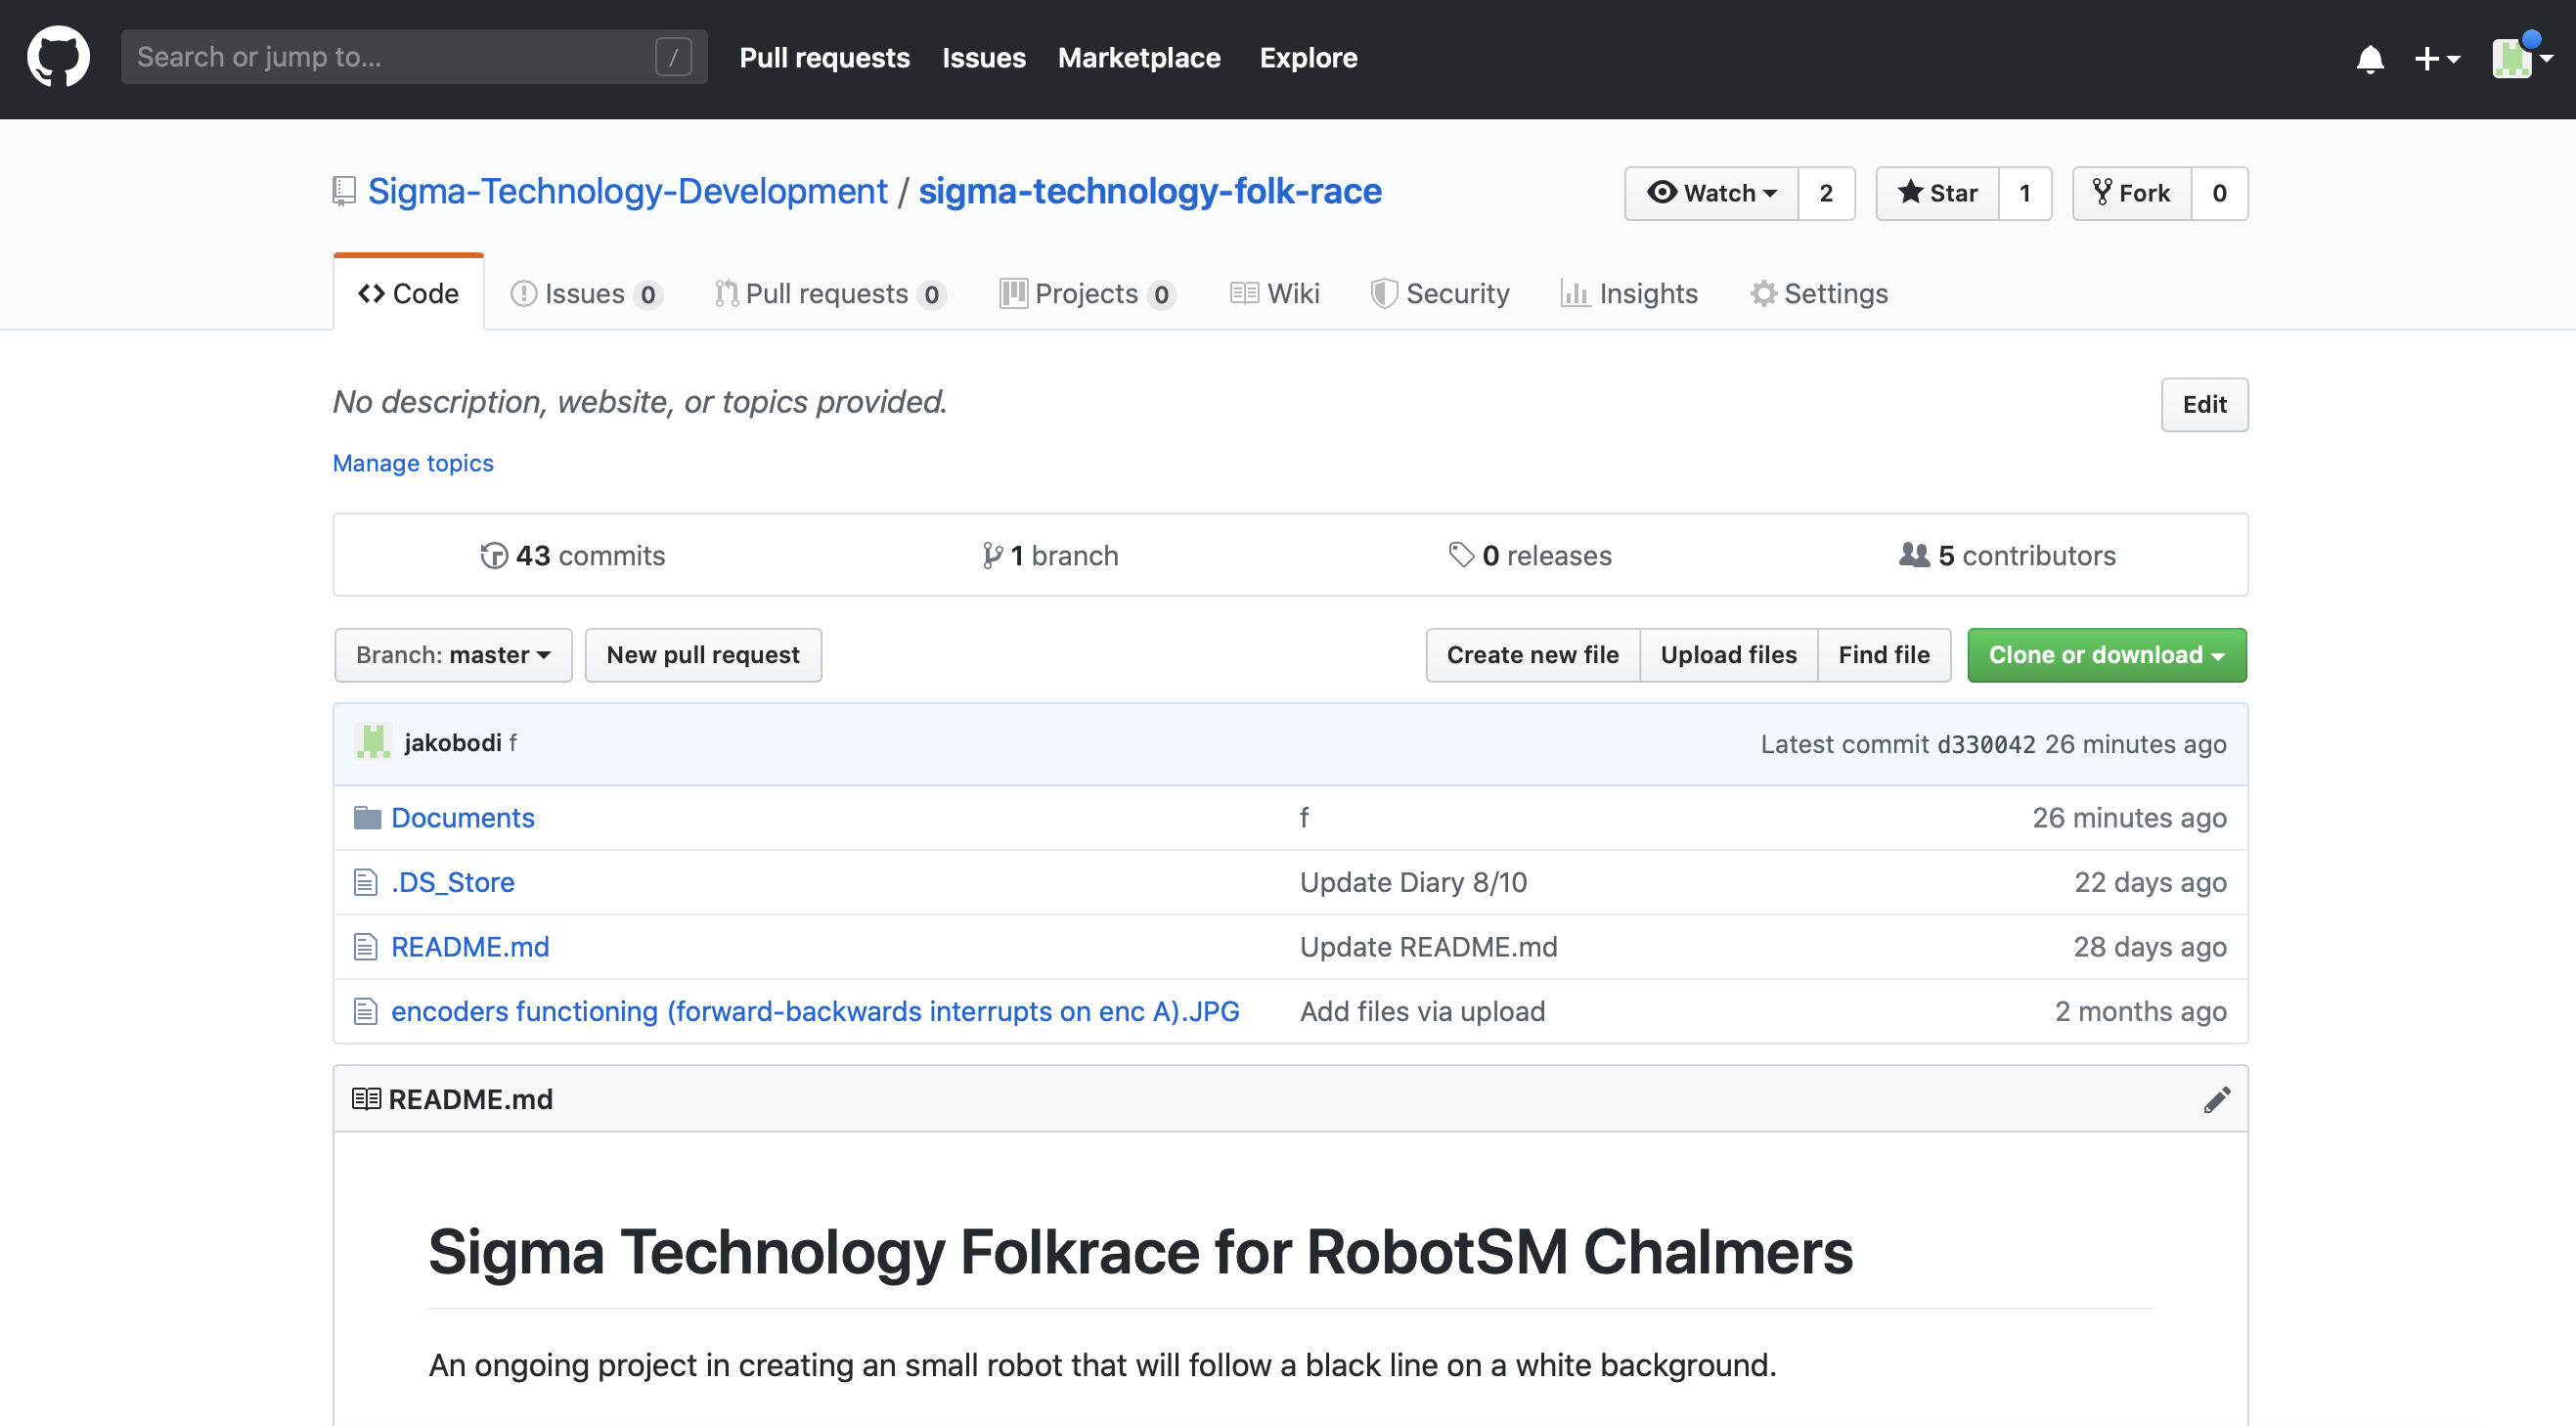 Search or jump to... /
Pull requests Issues Marketplace Explore
Sigma-Technology-Development / sigma-technology-folk-race
Watch 2 Star 1 Fork 0
Code Issues 0 Pull requests 0 Projects 0 Wiki Security Insights Settings
No description, website, or topics provided.
Edit
Manage topics
43 commits 1 branch 0 releases 5 contributors
Branch: master New pull request Create new file Upload files Find file Clone or download
jakobodi f Latest commit d330042 26 minutes ago
Documents f 26 minutes ago
.DS_Store Update Diary 8/10 22 days ago
README.md Update README.md 28 days ago
encoders functioning (forward-backwards interrupts on enc A).JPG Add files via upload 2 months ago
README.md
Sigma Technology Folkrace for RobotSM Chalmers
An ongoing project in creating an small robot that will follow a black line on a white background.